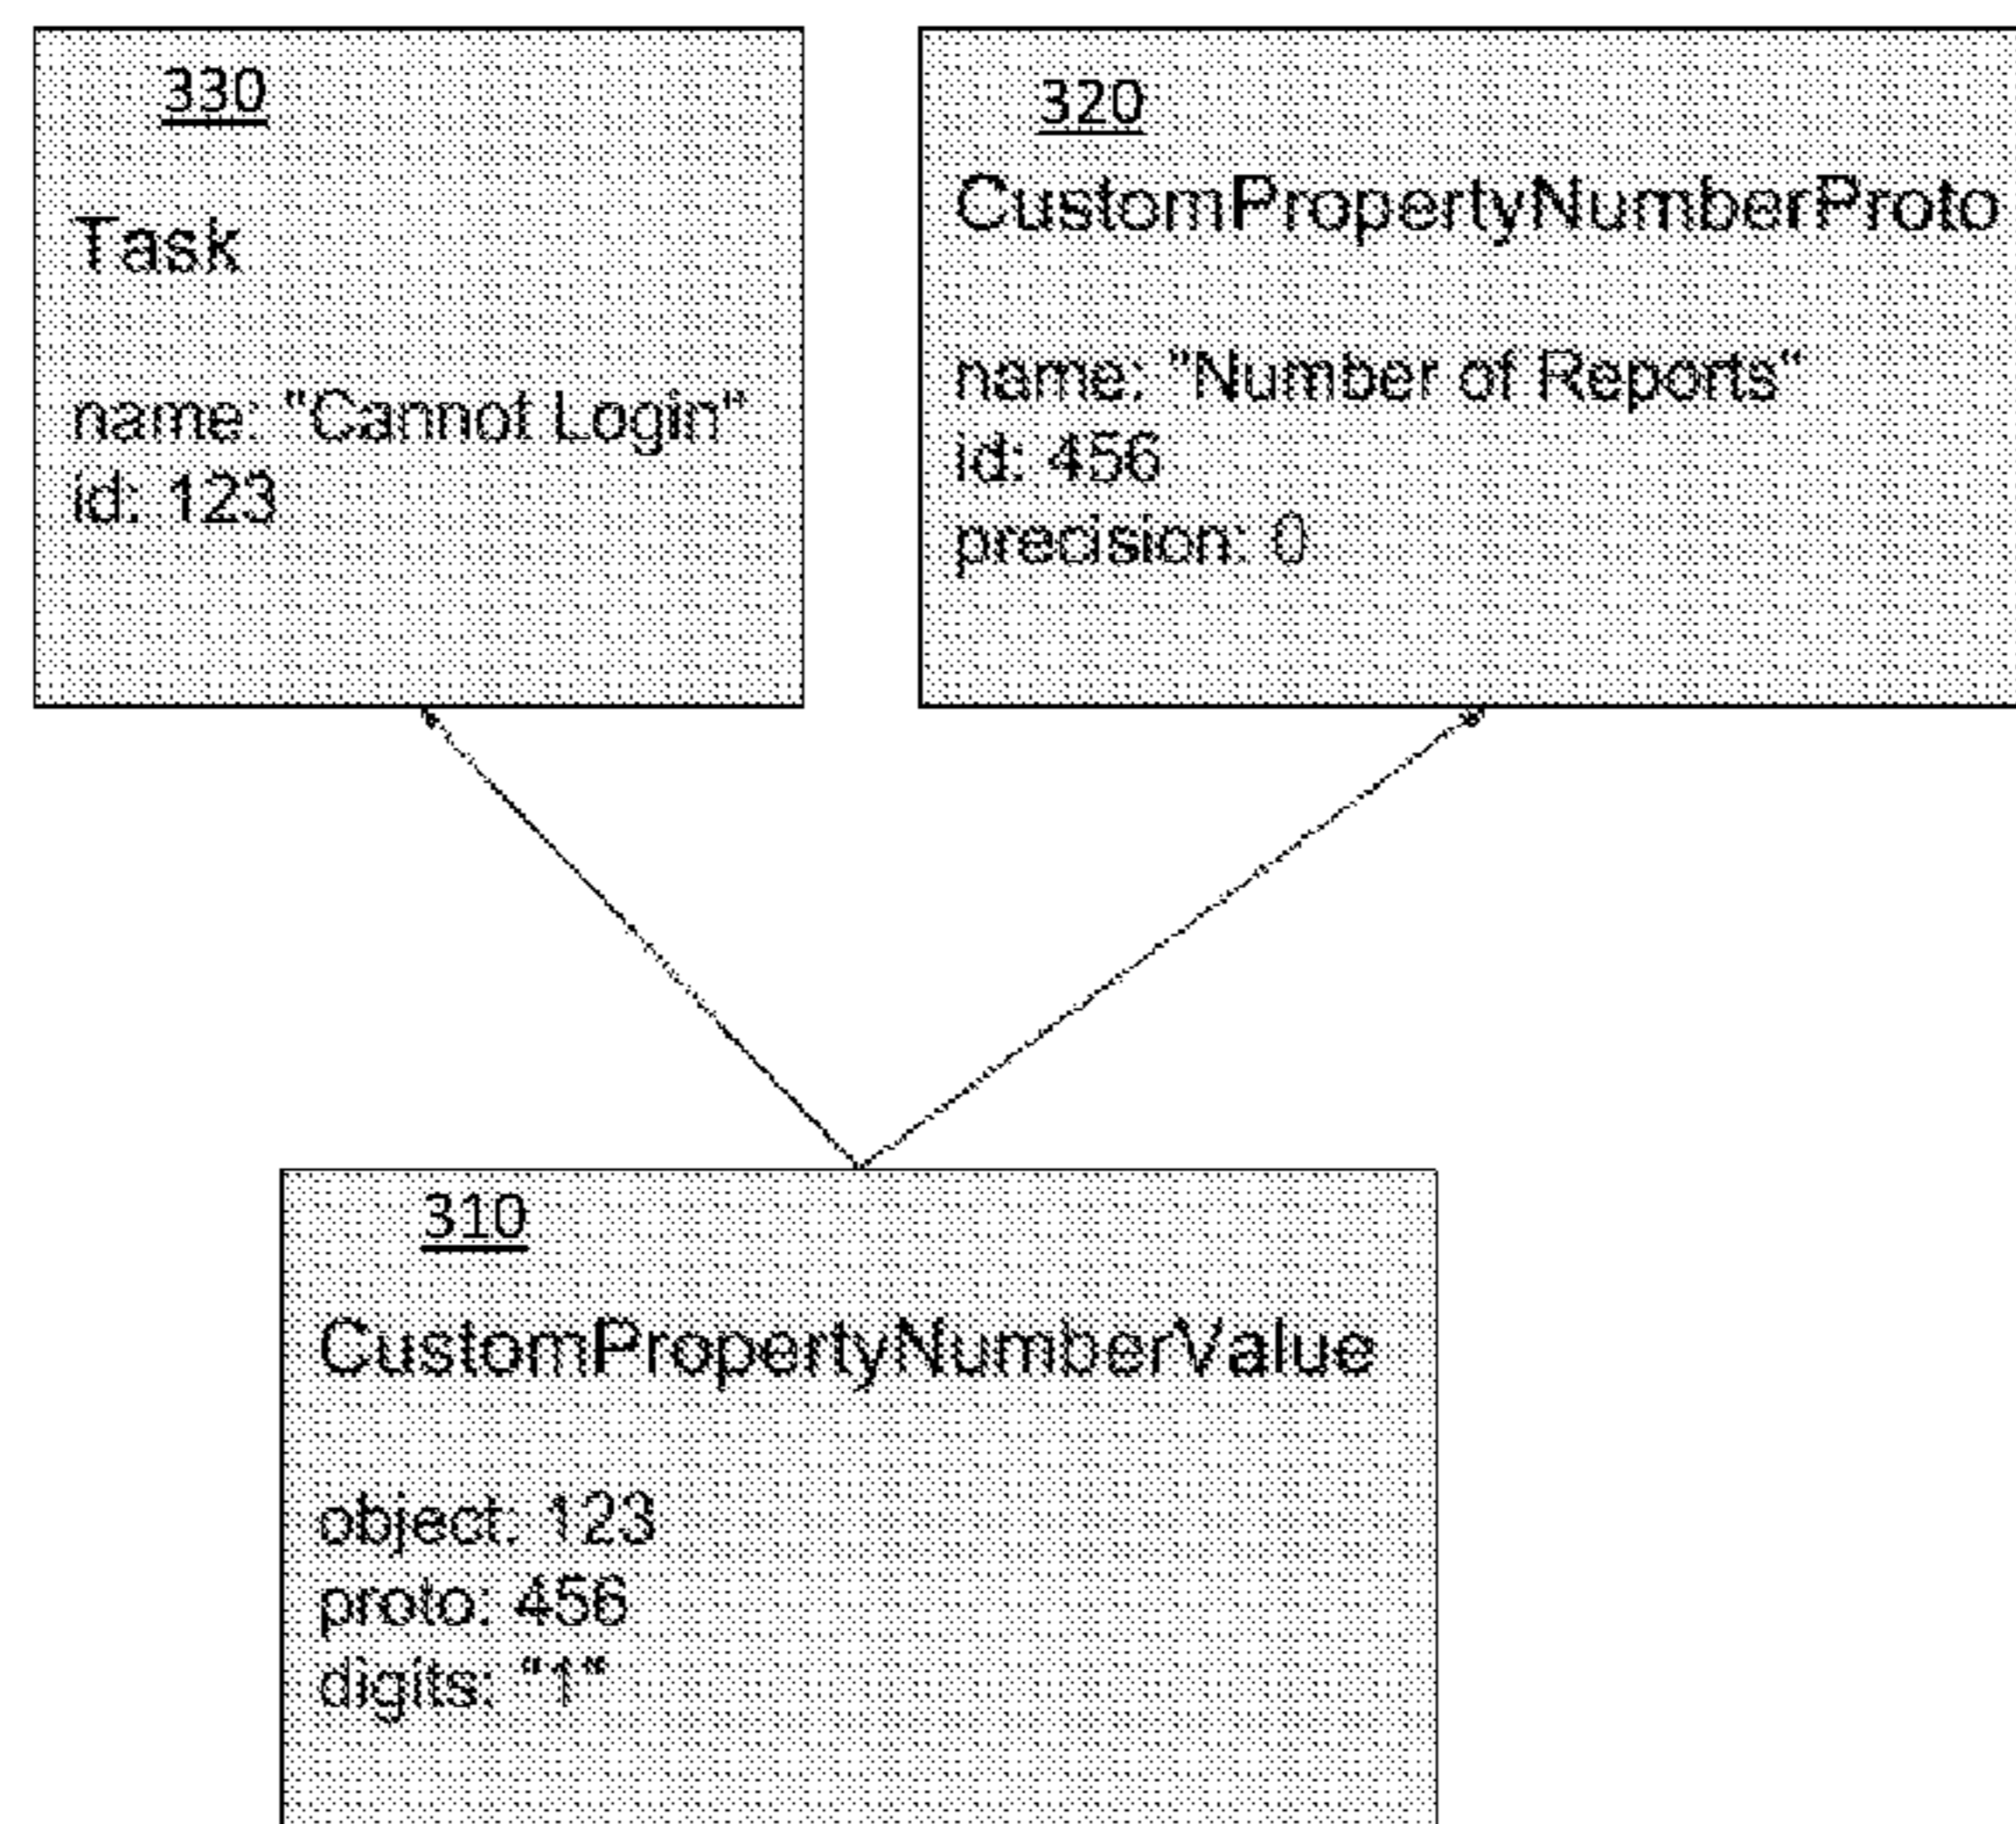 330
Task
name: "Cannot Login"
id: 123
320
CustomPropertyNumberProto
name: "Number of Reports"
id: 456
precision: 0
310
CustomPropertyNumberValue
object: 123
proto: 456
digits: "1"